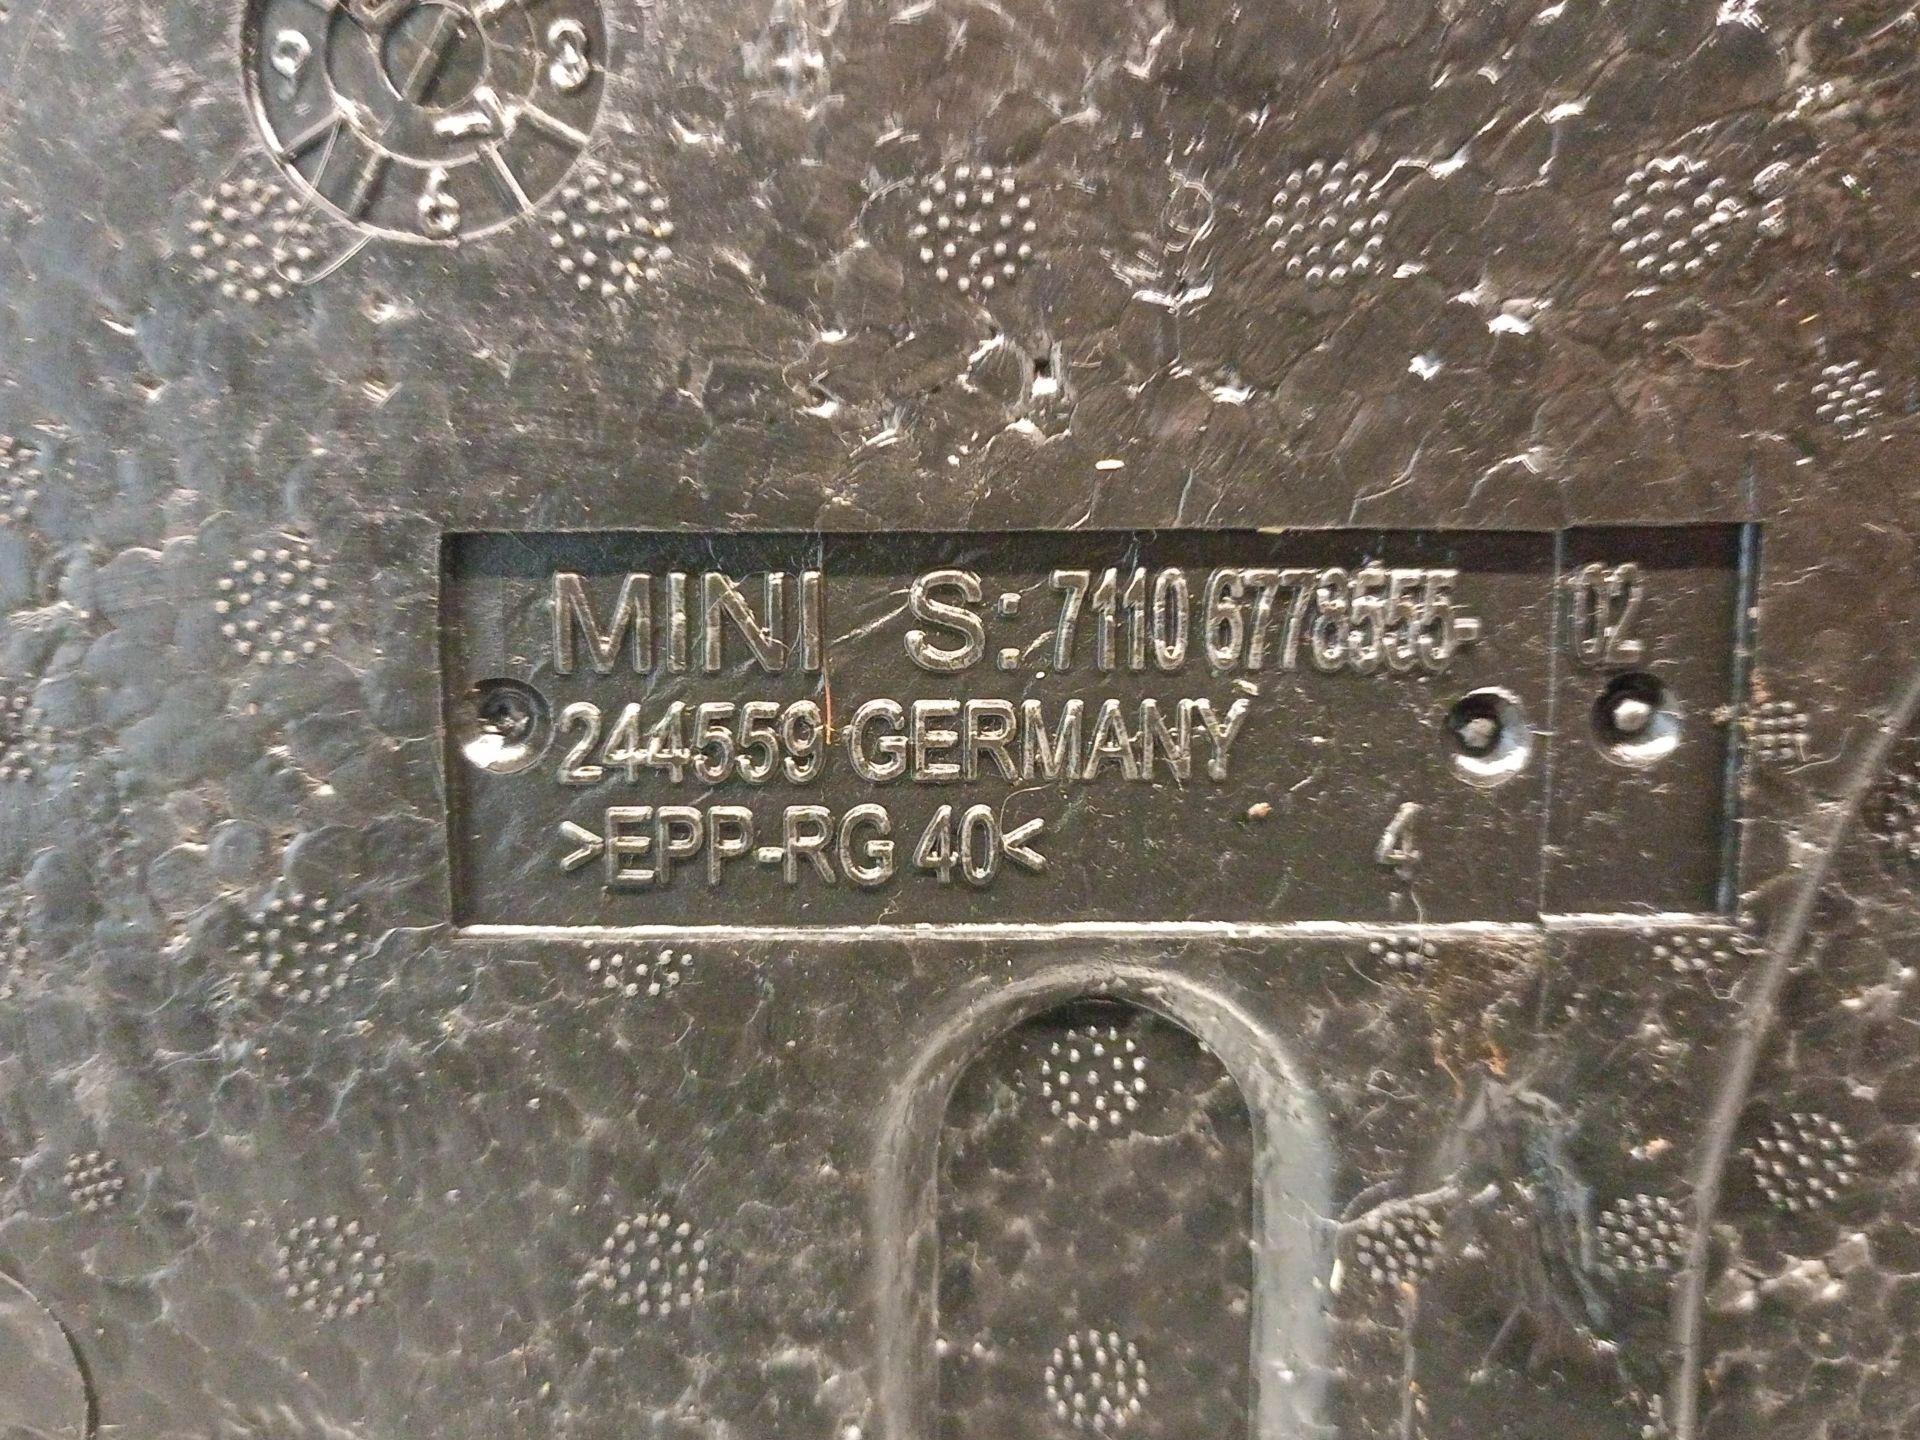 MINI S: 7110 6778555- 02
244559 GERMANY
>EPP-RG 40< 4